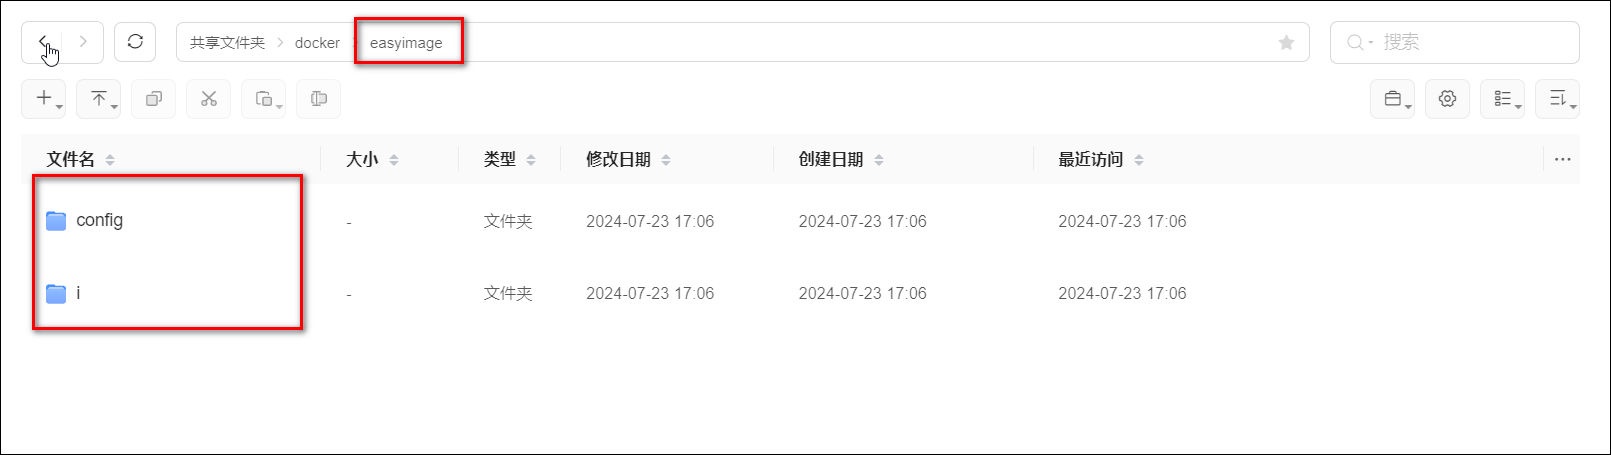 共享文件夹 docker easyimage 搜索
文件名 大小 类型 修改日期 创建日期 最近访问
config - 文件夹 2024-07-23 17:06 2024-07-23 17:06 2024-07-23 17:06
i - 文件夹 2024-07-23 17:06 2024-07-23 17:06 2024-07-23 17:06